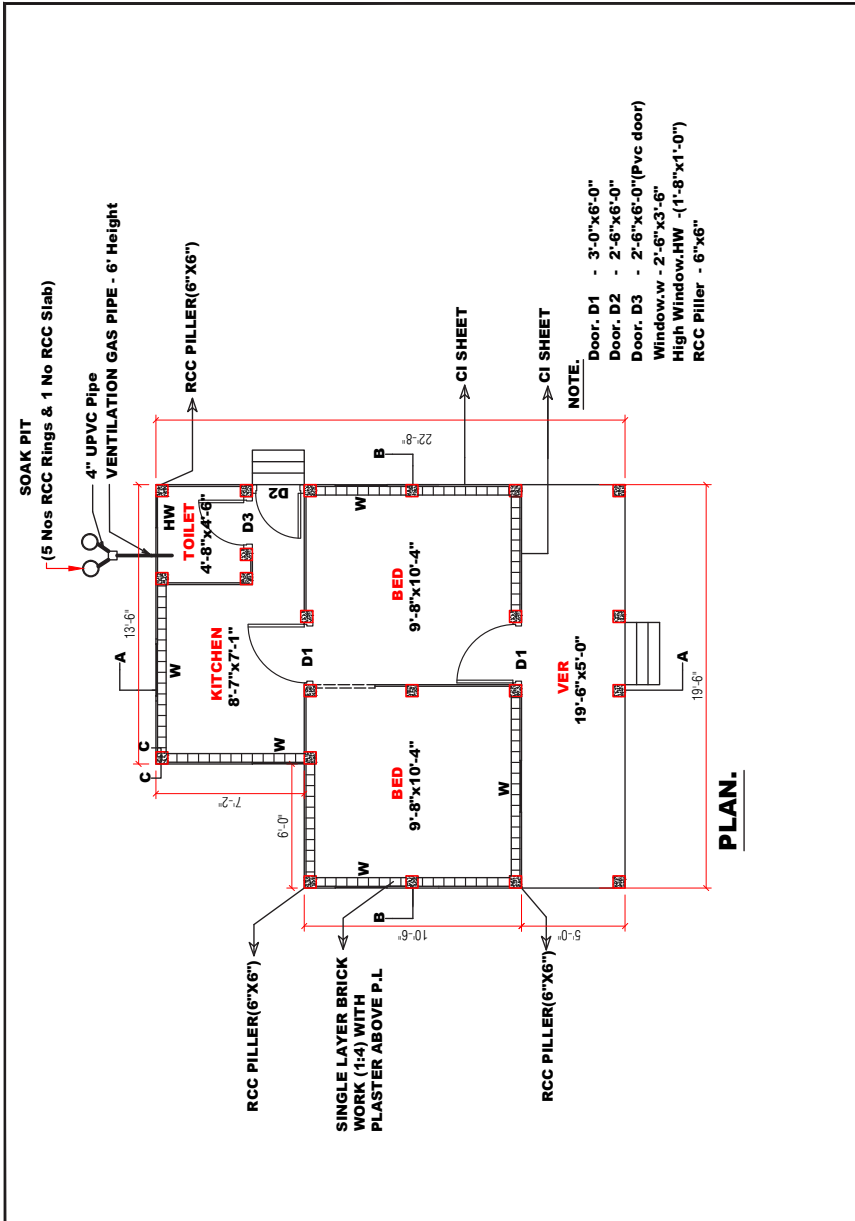 SOAK PIT
(5 Nos RCC Rings & 1 No RCC Slab)
4" UPVC Pipe
VENTILATION GAS PIPE - 6' Height
RCC PILLER(6"X6")
A
13'-6"
C
C
W
HW
TOILET
4'-8"x4'-6"
D3
D2
KITCHEN
8'-7"x7'-1"
W
D1
7'-2"
6'-0"
22'-8"
B
CI SHEET
CI SHEET
RCC PILLER(6"X6")
W
BED
9'-8"x10'-4"
W
BED
9'-8"x10'-4"
W
D1
B
10'-6"
5'-0"
SINGLE LAYER BRICK
WORK (1:4) WITH
PLASTER ABOVE P.L
RCC PILLER(6"X6")
VER
19'-6"x5'-0"
A
19'-6"
NOTE.
Door. D1 - 3'-0"x6'-0"
Door. D2 - 2'-6"x6'-0"
Door. D3 - 2'-6"x6'-0"(Pvc door)
Window.w - 2'-6"x3'-6"
High Window.HW -(1'-8"x1'-0")
RCC Piller - 6"x6"
PLAN.